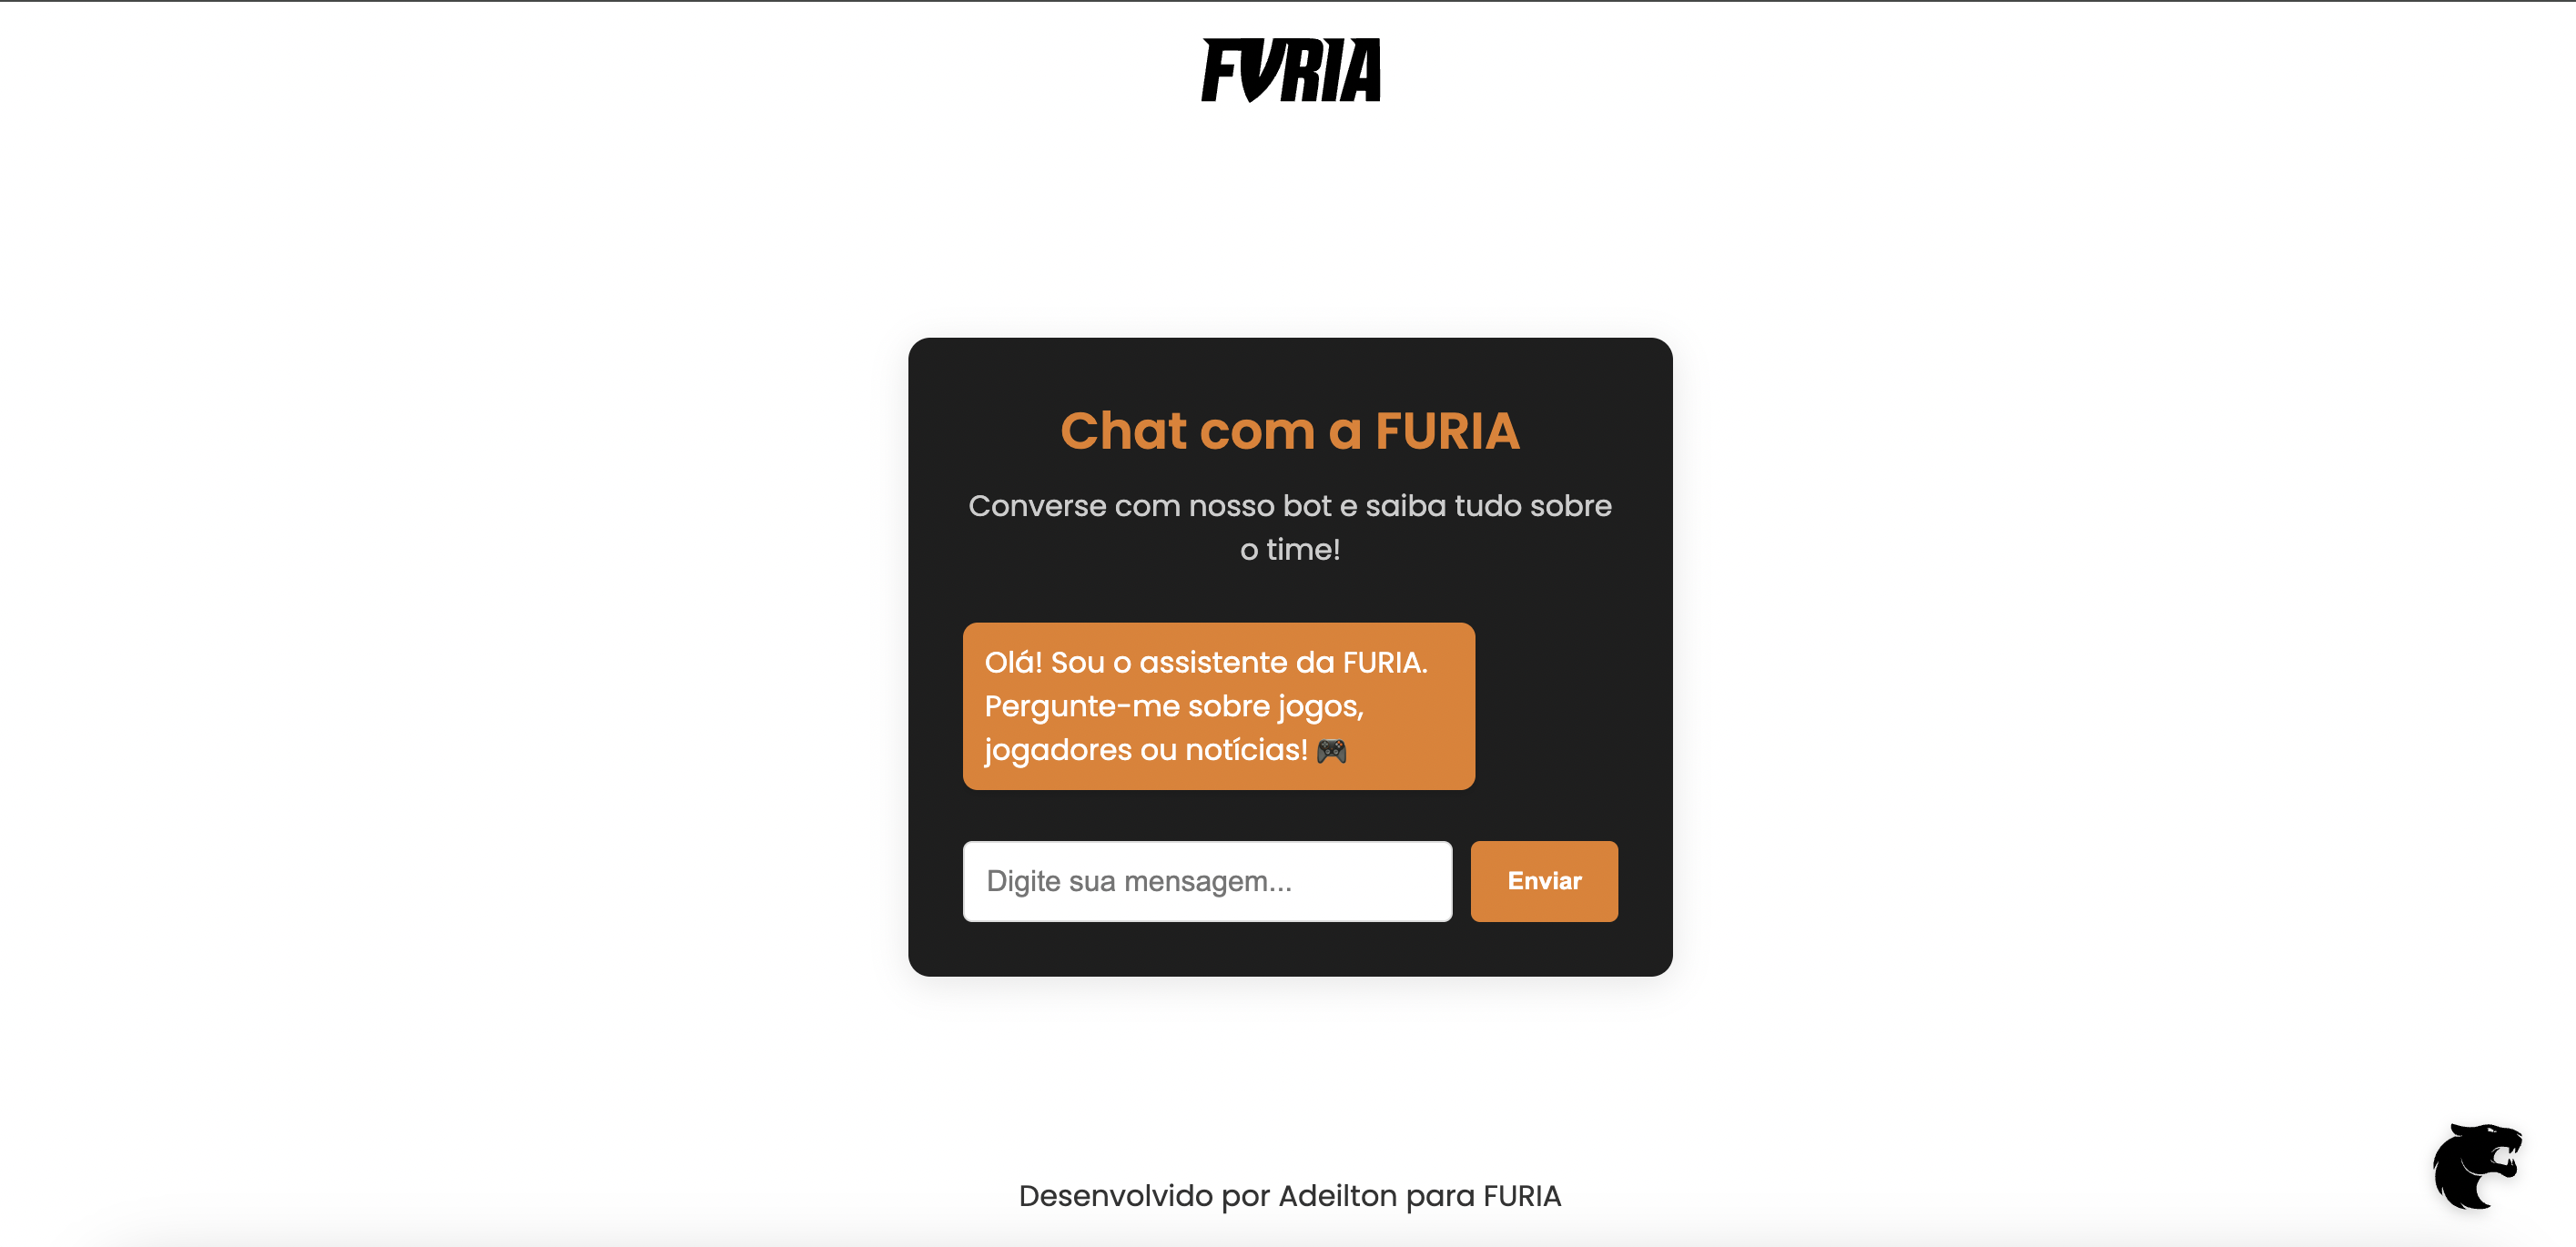 FURIA
Chat com a FURIA
Converse com nosso bot e saiba tudo sobre
o time!
Olá! Sou o assistente da FURIA.
Pergunte-me sobre jogos,
jogadores ou notícias! 🎮
Digite sua mensagem...
Enviar
Desenvolvido por Adeilton para FURIA